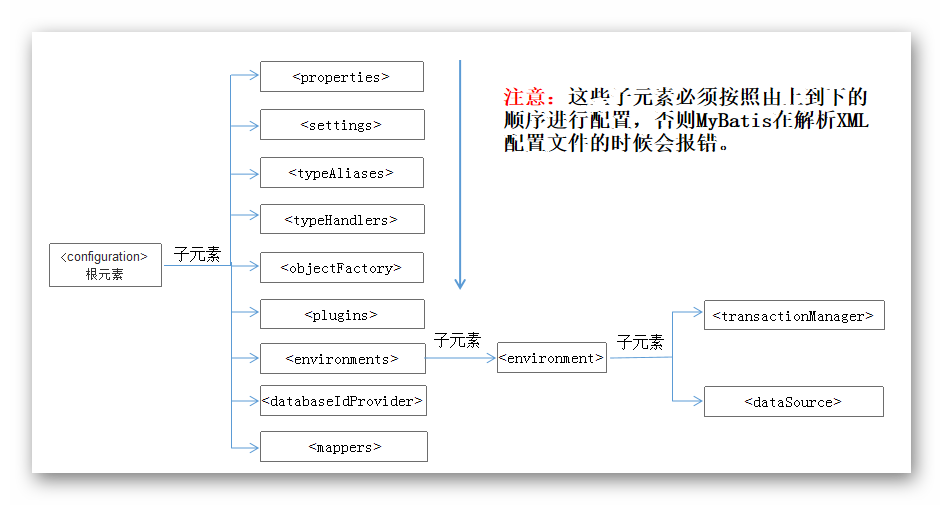 <properties>
<settings>
<typeAliases>
<typeHandlers>
<objectFactory>
<plugins>
<environments>
<databaseIdProvider>
<mappers>
<configuration>
根元素
子元素
注意：这些子元素必须按照由上到下的
顺序进行配置，否则MyBatis在解析XML
配置文件的时候会报错。
子元素
<environment>
子元素
<transactionManager>
<dataSource>